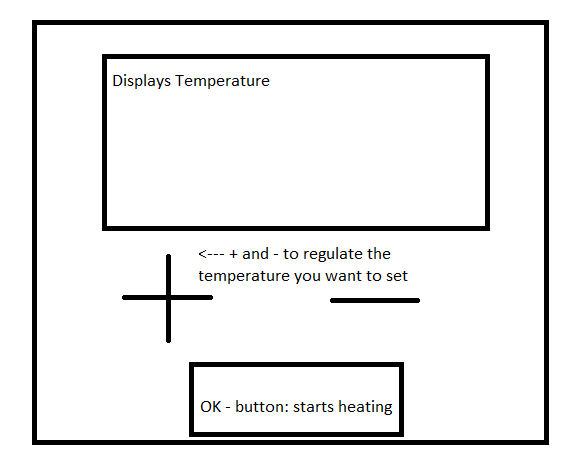 Displays Temperature
<--- + and - to regulate the
temperature you want to set
OK - button: starts heating